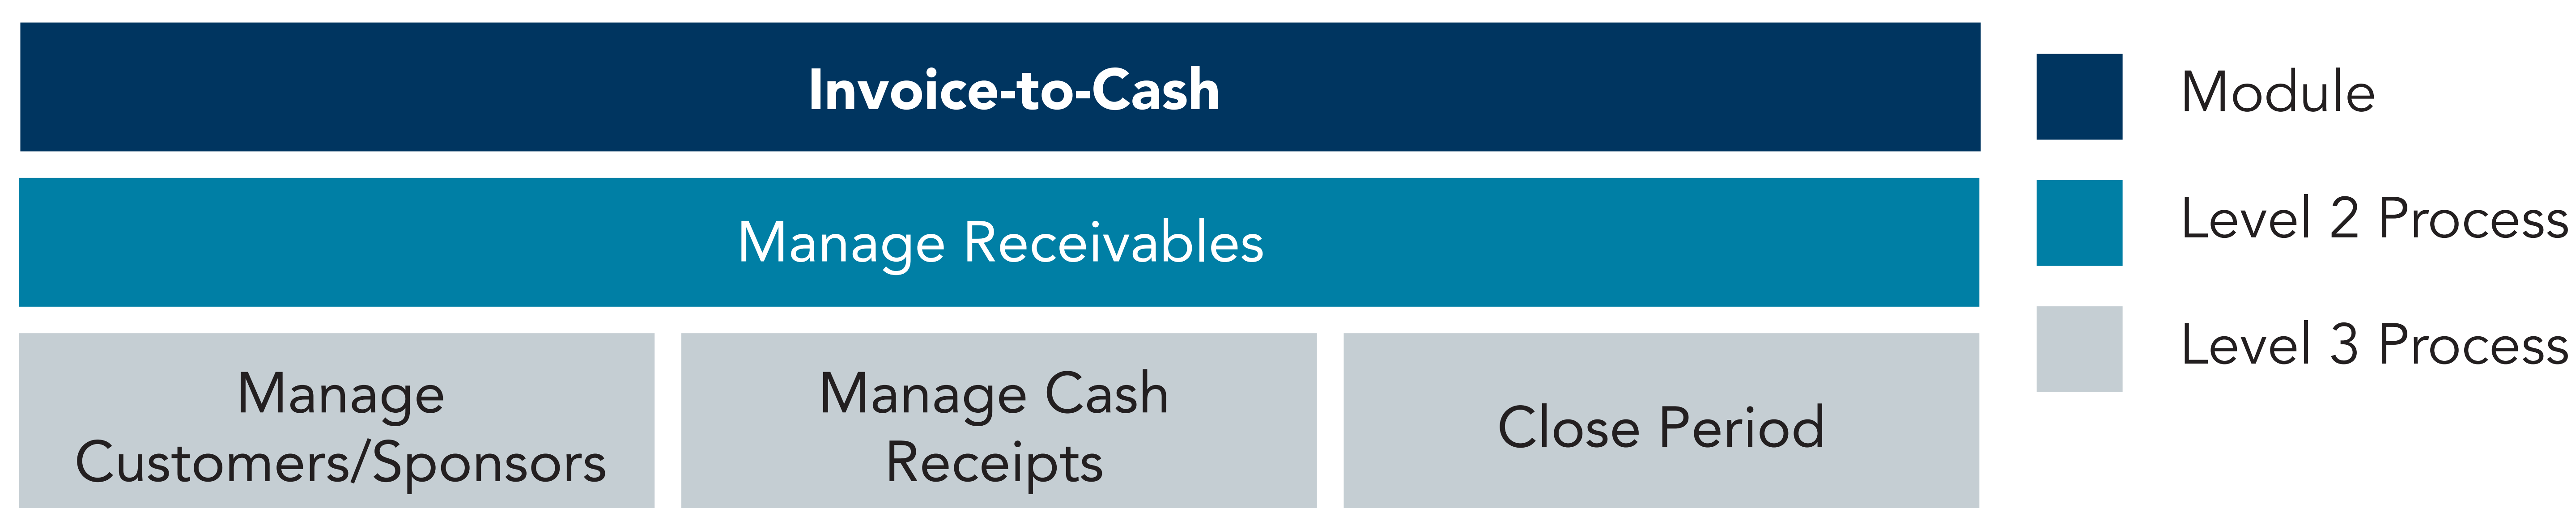 Invoice-to-Cash
Manage Receivables
Manage
Customers/Sponsors
Manage Cash
Receipts
Close Period
Module
Level 2 Process
Level 3 Process